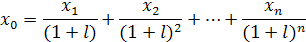 x₀ = x₁/(1 + l) + x₂/(1 + l)² + ⋯ + xₙ/(1 + l)ⁿ